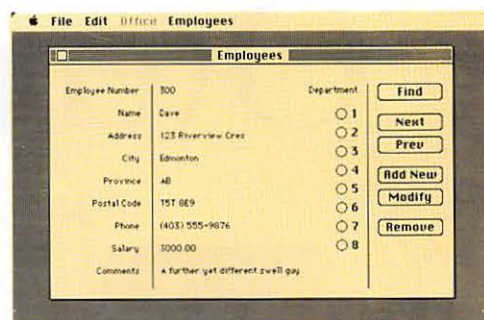 File Edit Office Employees
Employees
Employee Number 300 Department Find
Name Dave 1
Next
Address 123 Riverview Cres 2
Prev
City Edmonton 3
4
Add New
Province AB 5
Modify
Postal Code T5T 8E9 6
Phone (403) 555-9876 7 Remove
Salary 3000.00 8
Comments A further yet different swell guy